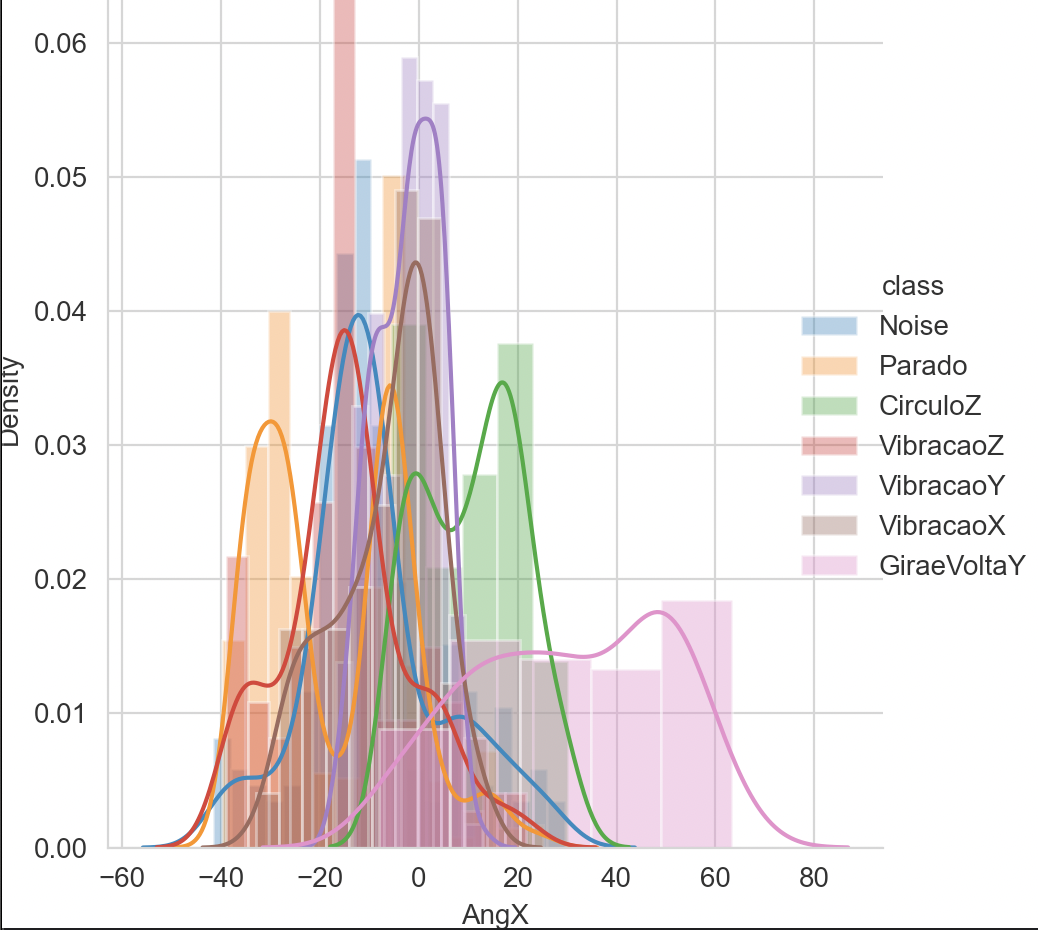 0.06
0.05
0.04
0.03
0.02
0.01
0.00
Density
−60
−40
−20
0
20
40
60
80
AngX
class
Noise
Parado
CirculoZ
VibracaoZ
VibracaoY
VibracaoX
GiraeVoltaY